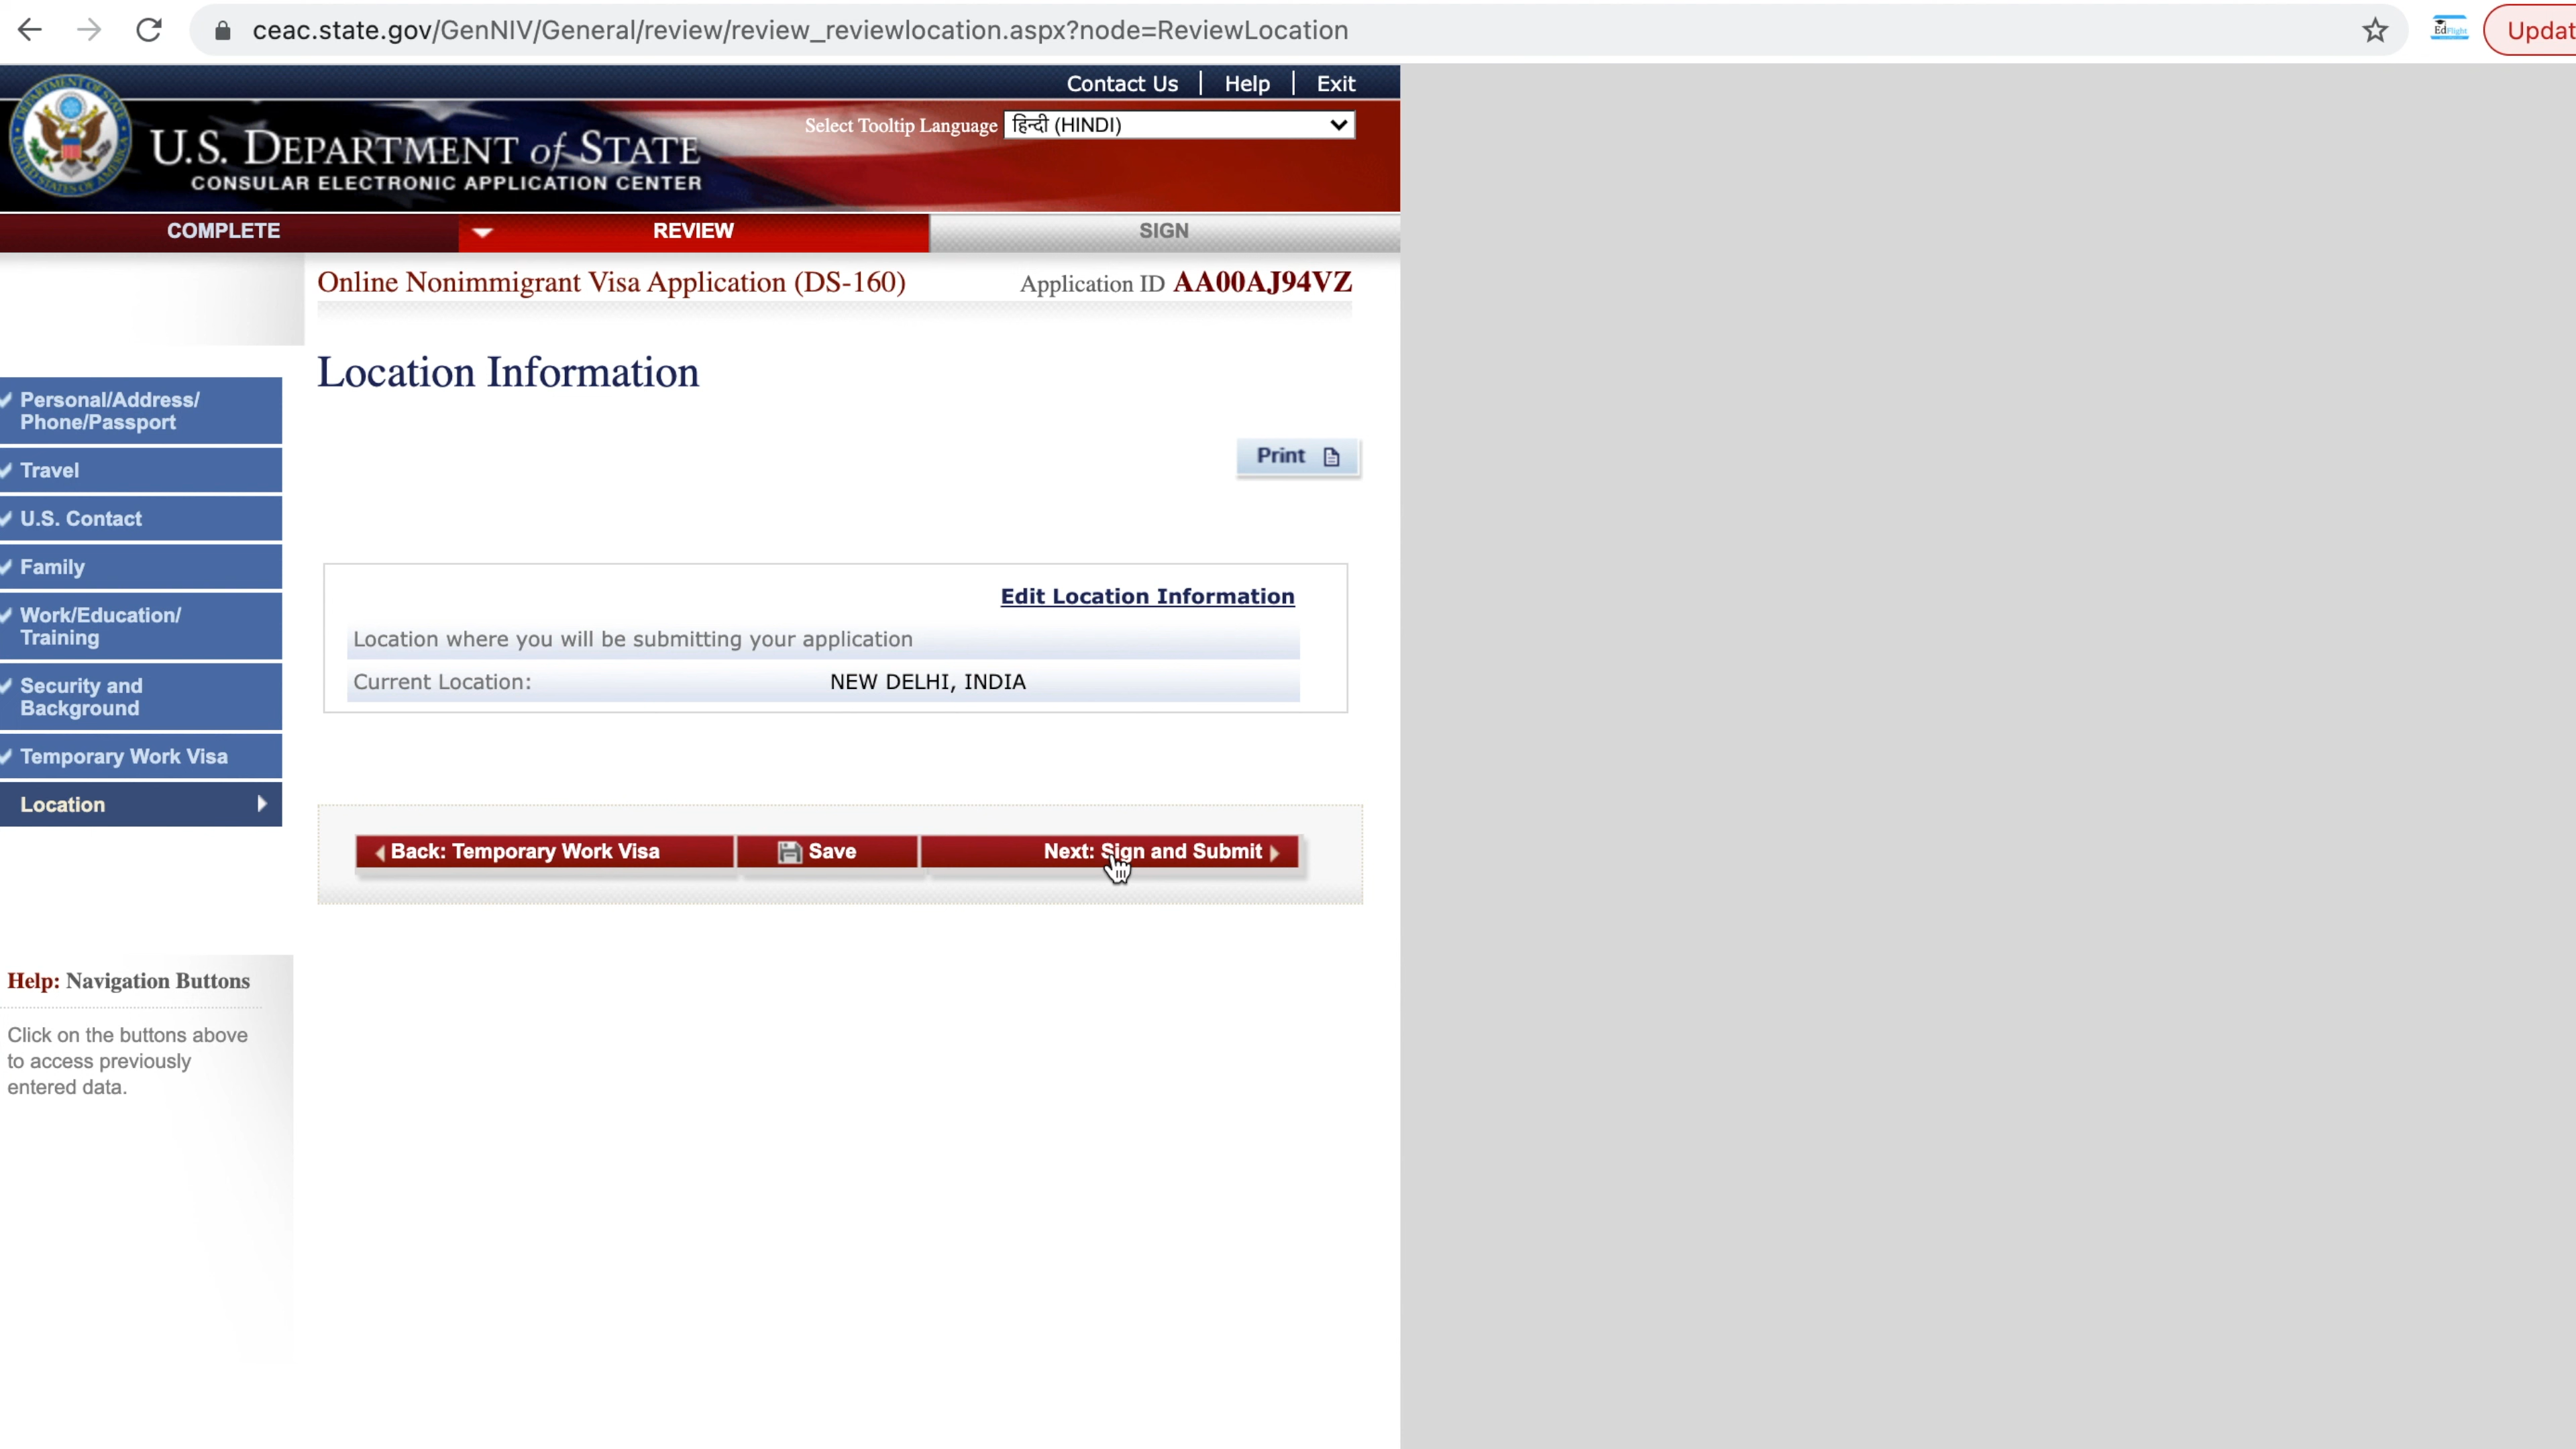 ceac.state.gov/GenNIV/General/review/review_reviewlocation.aspx?node=ReviewLocation
Updat
Contact Us | Help | Exit
Select Tooltip Language हिन्दी (HINDI)
U.S. DEPARTMENT of STATE
CONSULAR ELECTRONIC APPLICATION CENTER
COMPLETE REVIEW SIGN
Online Nonimmigrant Visa Application (DS-160) Application ID AA00AJ94VZ
Location Information
Print
Personal/Address/
Phone/Passport
Travel
U.S. Contact
Family
Work/Education/
Training
Security and
Background
Temporary Work Visa
Location
Edit Location Information
Location where you will be submitting your application
Current Location: NEW DELHI, INDIA
Back: Temporary Work Visa Save Next: Sign and Submit
Help: Navigation Buttons
Click on the buttons above
to access previously
entered data.